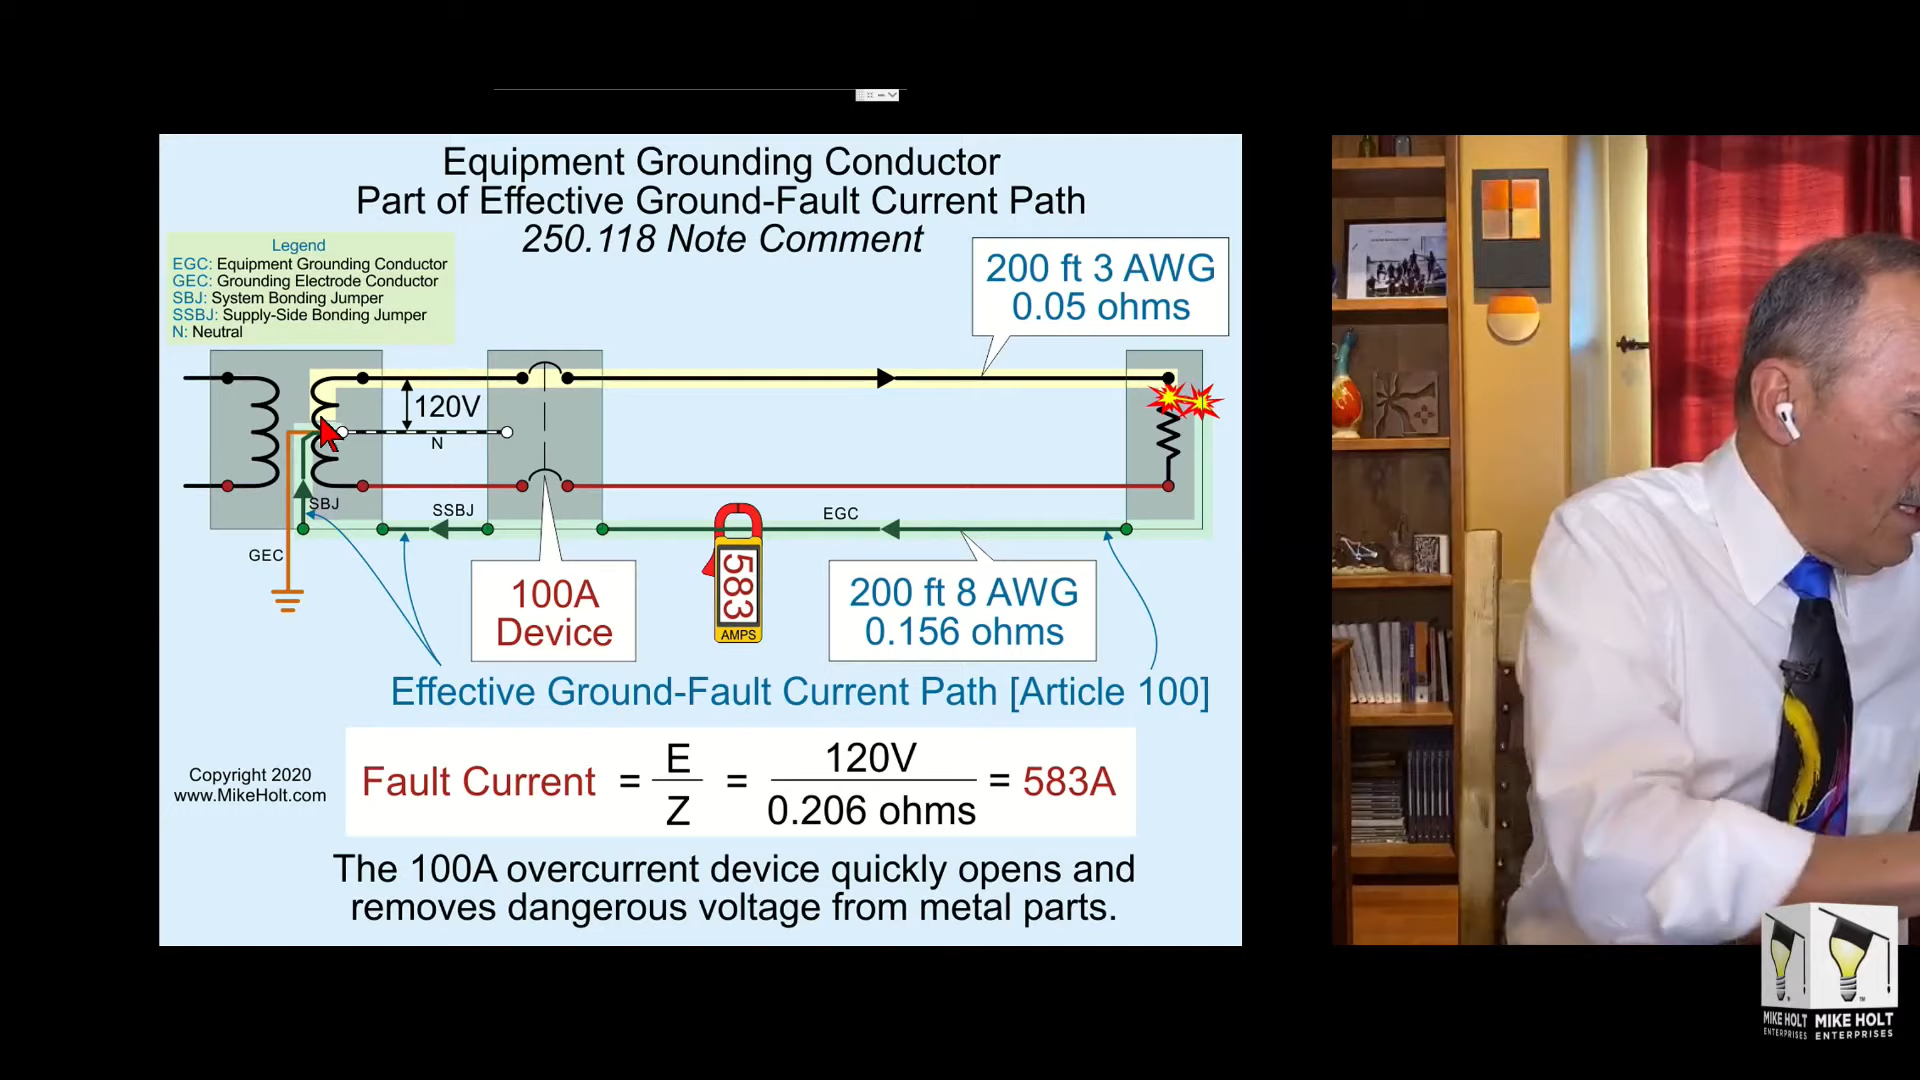 Equipment Grounding Conductor
Part of Effective Ground-Fault Current Path
250.118 Note Comment
Legend
EGC: Equipment Grounding Conductor
GEC: Grounding Electrode Conductor
SBJ: System Bonding Jumper
SSBJ: Supply-Side Bonding Jumper
N: Neutral
200 ft 3 AWG
0.05 ohms
120V
N
SBJ
SSBJ
EGC
GEC
100A
Device
583
AMPS
200 ft 8 AWG
0.156 ohms
Effective Ground-Fault Current Path [Article 100]
Copyright 2020
www.MikeHolt.com
Fault Current = E/Z = 120V/0.206 ohms = 583A
The 100A overcurrent device quickly opens and
removes dangerous voltage from metal parts.
MIKE HOLT
ENTERPRISES
MIKE HOLT
ENTERPRISES